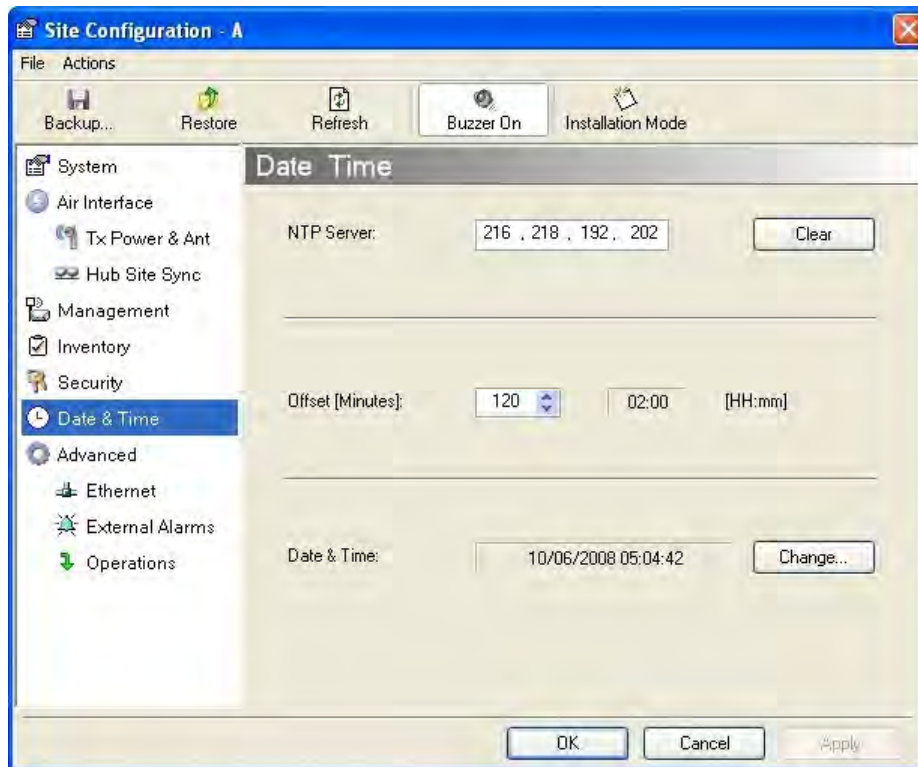 Site Configuration - A
File Actions
Backup... Restore Refresh Buzzer On Installation Mode
System
Air Interface
Tx Power & Ant
Hub Site Sync
Management
Inventory
Security
Date & Time
Advanced
Ethernet
External Alarms
Operations
Date Time
NTP Server: 216 . 218 . 192 . 202 Clear
Offset [Minutes]: 120 02:00 [HH:mm]
Date & Time: 10/06/2008 05:04:42 Change...
OK Cancel Apply